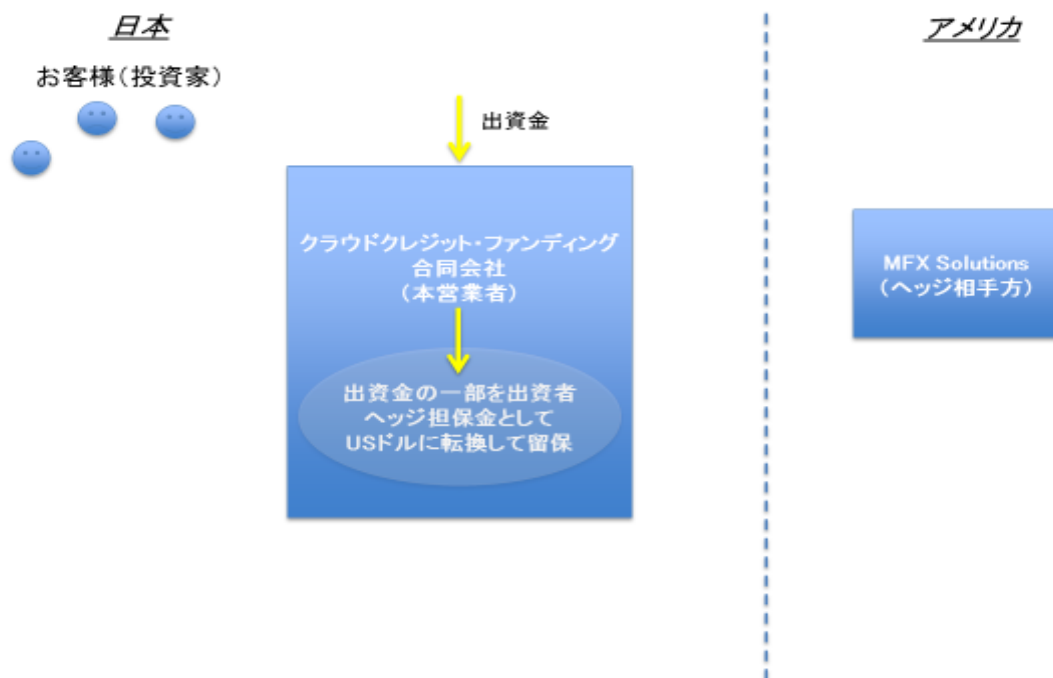 日本
アメリカ
お客様(投資家)
出資金
クラウドクレジット・ファンディング
合同会社
(本営業者)
出資金の一部を出資者
ヘッジ担保金として
USドルに転換して留保
MFX Solutions
(ヘッジ相手方)